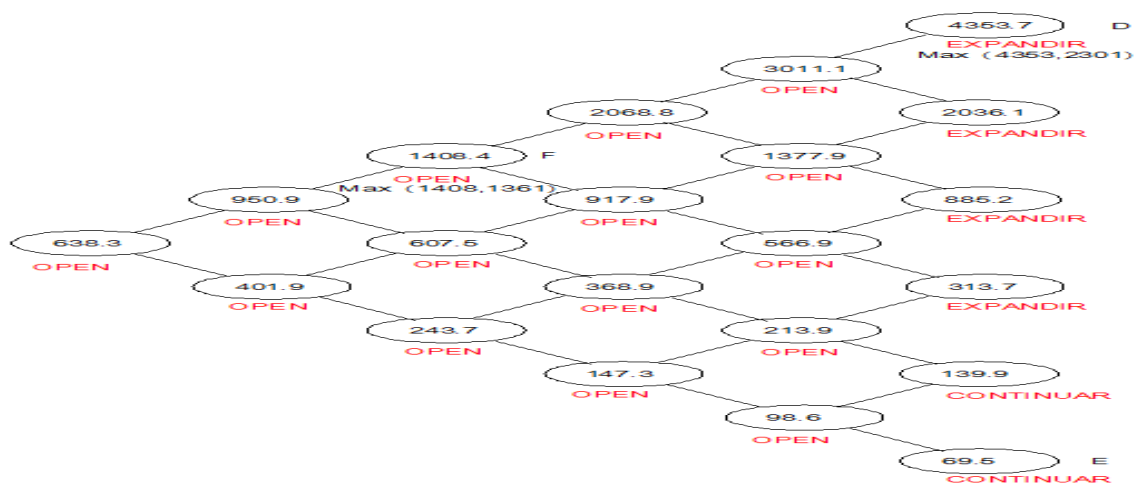 4353.7 D
EXPANDIR
Max (4353,2301)
3011.1
OPEN
2068.8
OPEN
2036.1
EXPANDIR
1408.4 F
OPEN
Max (1408,1361)
1377.9
OPEN
950.9
OPEN
917.9
OPEN
885.2
EXPANDIR
638.3
OPEN
607.5
OPEN
566.9
OPEN
401.9
OPEN
368.9
OPEN
313.7
EXPANDIR
243.7
OPEN
213.9
OPEN
147.3
OPEN
139.9
CONTINUAR
98.6
OPEN
69.5 E
CONTINUAR